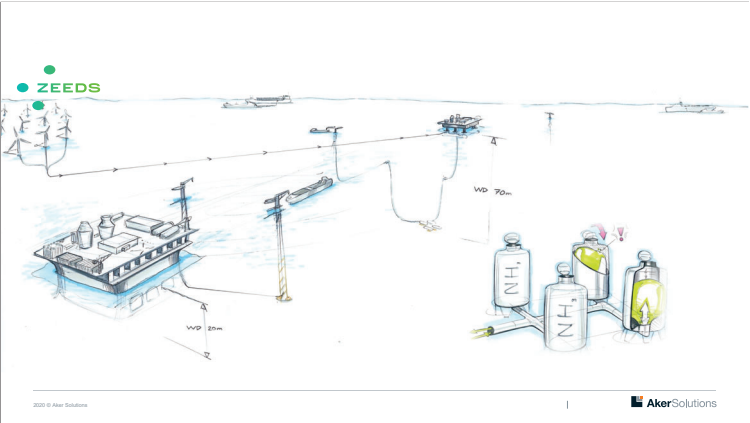 ZEEDS
WD 70m
!
NH₃
NH₃
WD 20m
2020 © Aker Solutions
|
AkerSolutions